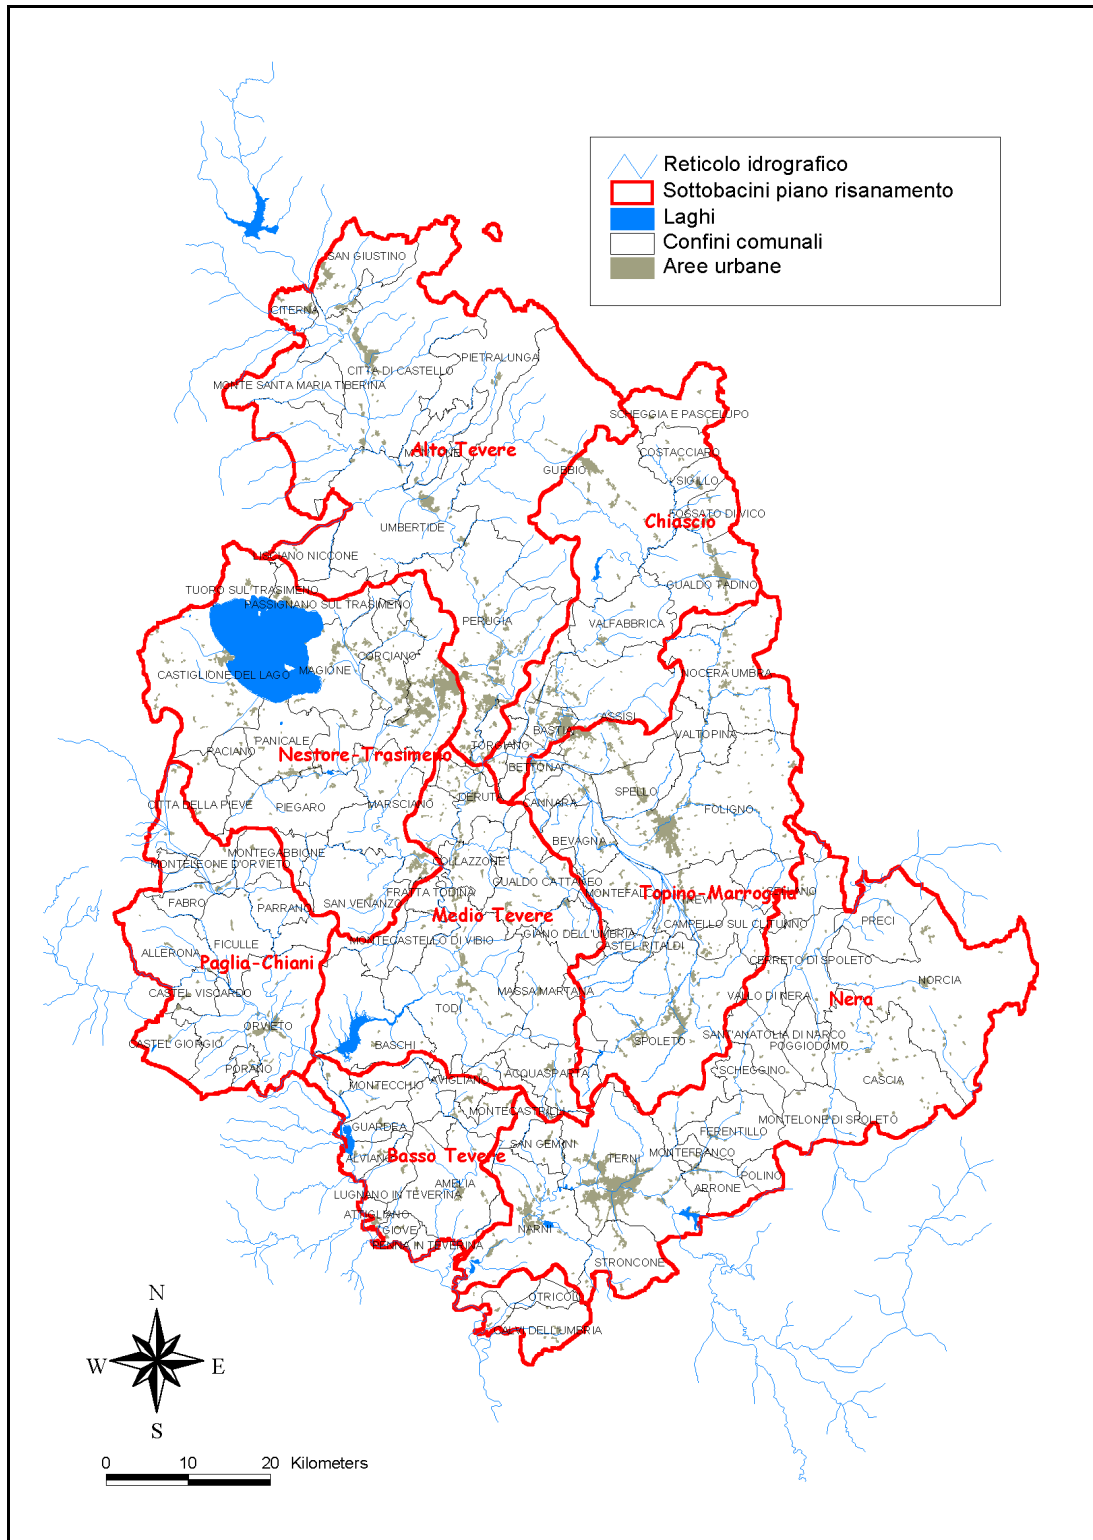 Reticolo idrografico
Sottobacini piano risanamento
Laghi
Confini comunali
Aree urbane
SAN GIUSTINO
CITERNA
PIETRALUNGA
CITTA DI CASTELLO
MONTE SANTA MARIA TIBERINA
SCHEGGIA E PASCELUPO
Alto Tevere
COSTACCIARO
GUBBIO
SIGILLO
FOSSATO DI VICO
Chiascio
UMBERTIDE
LISCIANO NICCONE
GUALDO TADINO
TUORO SUL TRASIMENO
PASSIGNANO SUL TRASIMENO
PERUGIA
VALFABBRICA
CORCIANO
MAGIONE
CASTIGLIONE DEL LAGO
NOCERA UMBRA
ASSISI
BASTIA
VALTOPINA
PANICALE
PACIANO
TORGIANO
Nestore-Trasimeno
BETTONA
SPELLO
DERUTA
CITTA DELLA PIEVE
PIEGARO
MARSCIANO
CANNARA
FOLIGNO
BEVAGNA
MONTEGABBIONE
MONTELEONE D'ORVIETO
COLLAZZONE
GUALDO CATTANEO
FRATTA TODINA
MONTEFALCO
Topino-Marroggia
FABRO
PARRANO
SAN VENANZO
Medio Tevere
CAMPELLO SUL CLITUNNO
PRECI
GIANO DELL'UMBRIA
MONTECASTELLO DI VIBIO
CASTEL RITALDI
FICULLE
ALLERONA
Paglia-Chiani
CERRETO DI SPOLETO
NORCIA
CASTEL VISCARDO
MASSA MARTANA
VALLO DI NERA
Nera
TODI
ORVIETO
SANT'ANATOLIA DI NARCO
SPOLETO
CASTEL GIORGIO
BASCHI
POGGIODOMO
PORANO
ACQUASPARTA
SCHEGGINO
MONTECCHIO
AVIGLIANO
CASCIA
MONTECASTRILLI
MONTELONE DI SPOLETO
GUARDEA
FERENTILLO
SAN GEMINI
ALVIANO
Basso Tevere
TERNI
MONTEFRANCO
POLINO
AMELIA
ARRONE
LUGNANO IN TEVERINA
ATTIGLIANO
GIOVE
NARNI
PENNA IN TEVERINA
STRONCONE
OTRICOLI
CALVI DELL'UMBRIA
N
W
E
S
0 10 20 Kilometers